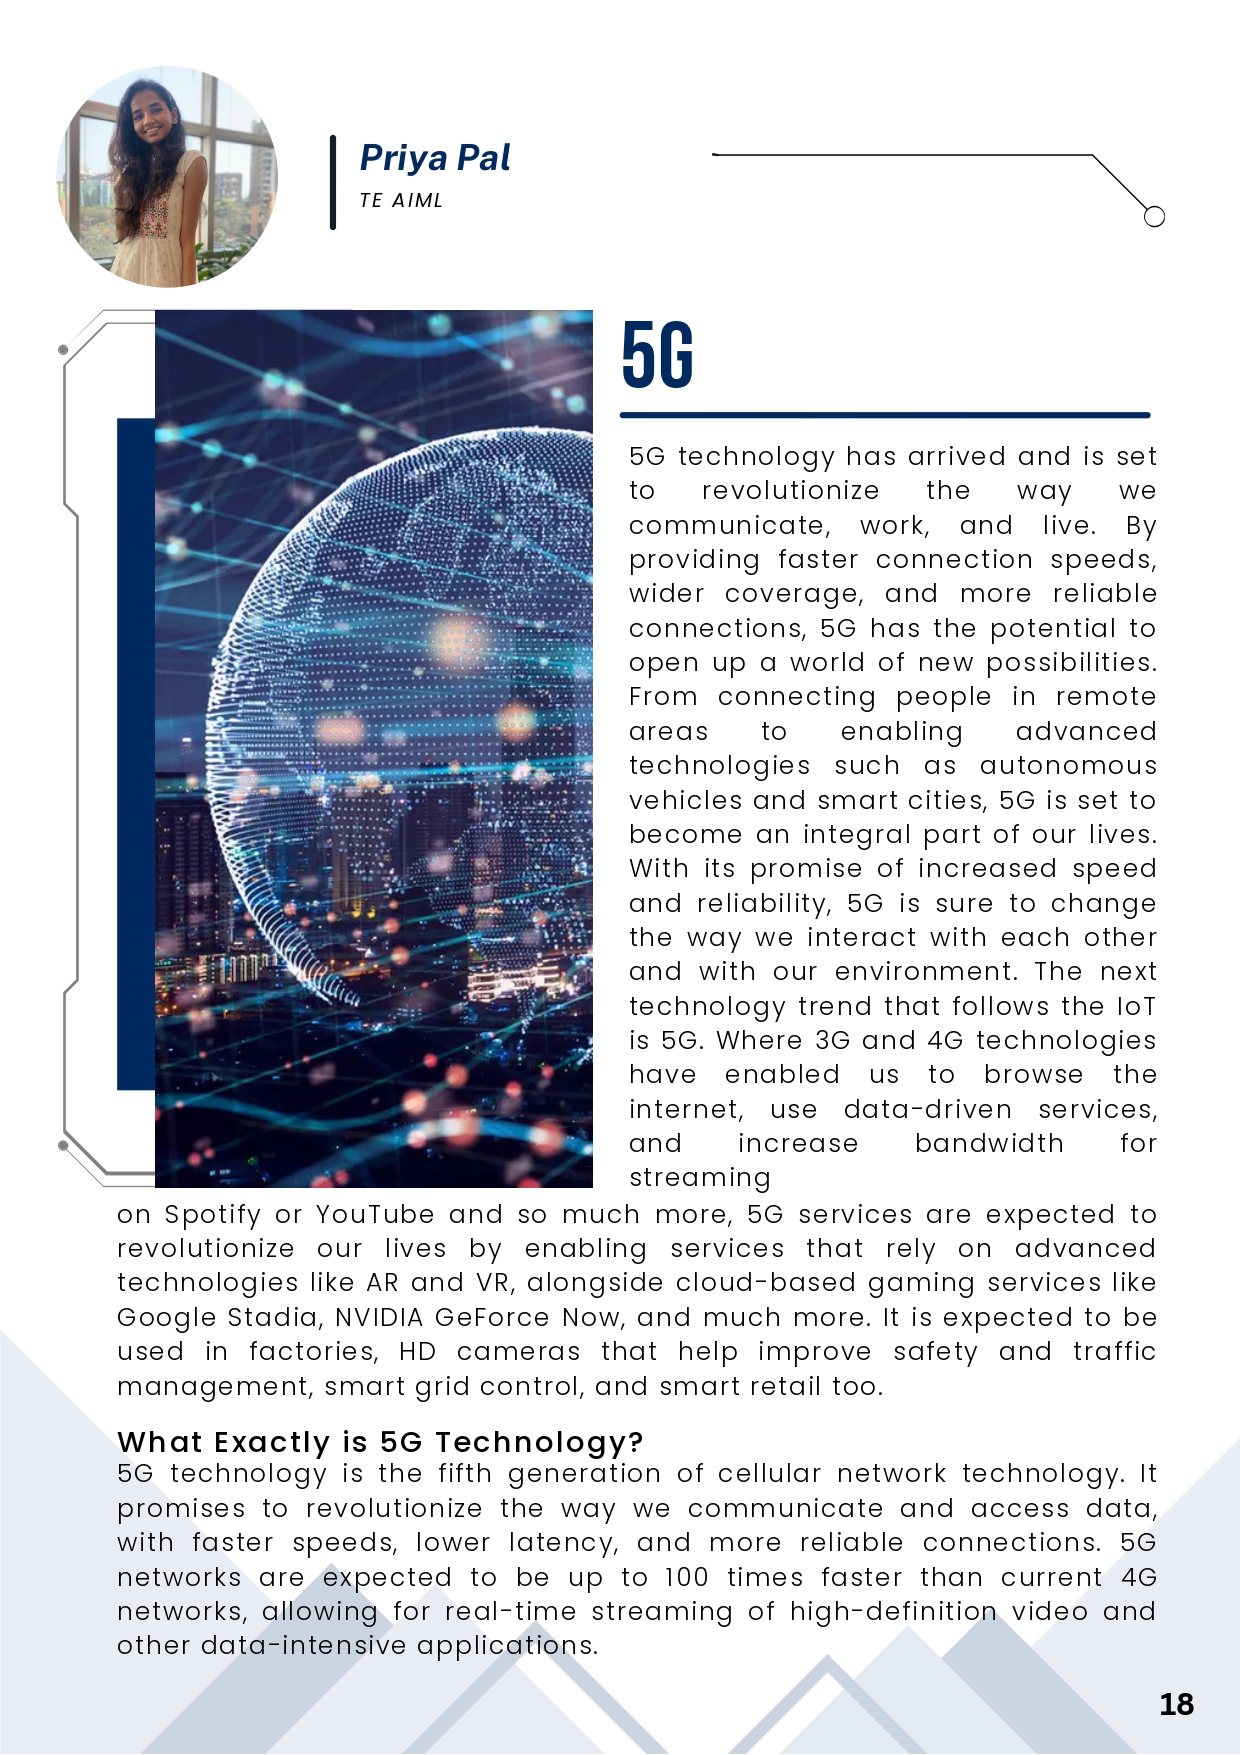 Priya Pal
TE AIML
5G
5G technology has arrived and is set
to revolutionize the way we
communicate, work, and live. By
providing faster connection speeds,
wider coverage, and more reliable
connections, 5G has the potential to
open up a world of new possibilities.
From connecting people in remote
areas to enabling advanced
technologies such as autonomous
vehicles and smart cities, 5G is set to
become an integral part of our lives.
With its promise of increased speed
and reliability, 5G is sure to change
the way we interact with each other
and with our environment. The next
technology trend that follows the IoT
is 5G. Where 3G and 4G technologies
have enabled us to browse the
internet, use data-driven services,
and increase bandwidth for
streaming
on Spotify or YouTube and so much more, 5G services are expected to
revolutionize our lives by enabling services that rely on advanced
technologies like AR and VR, alongside cloud-based gaming services like
Google Stadia, NVIDIA GeForce Now, and much more. It is expected to be
used in factories, HD cameras that help improve safety and traffic
management, smart grid control, and smart retail too.
What Exactly is 5G Technology?
5G technology is the fifth generation of cellular network technology. It
promises to revolutionize the way we communicate and access data,
with faster speeds, lower latency, and more reliable connections. 5G
networks are expected to be up to 100 times faster than current 4G
networks, allowing for real-time streaming of high-definition video and
other data-intensive applications.
18